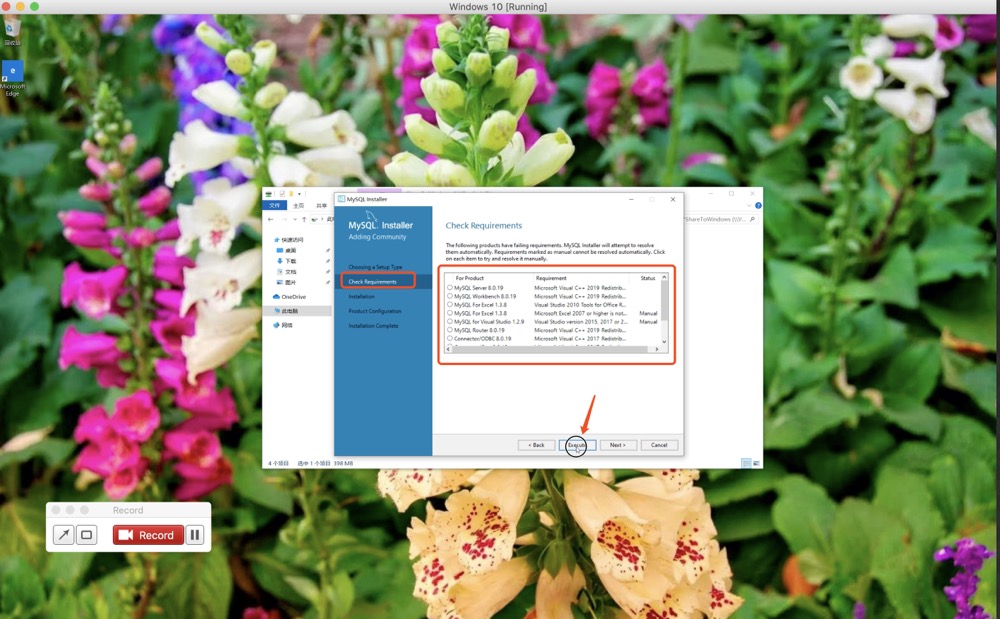 Windows 10 [Running]
回收站
Microsoft
Edge
文件
主页
共享
MySQL Installer
MySQL. Installer
Adding Community
Choosing a Setup Type
Check Requirements
Installation
Product Configuration
Installation Complete
Check Requirements
The following products have failing requirements. MySQL Installer will attempt to resolve
them automatically. Requirements marked as manual cannot be resolved automatically. Click
on each item to try and resolve it manually.
For Product Requirement Status
MySQL Server 8.0.19 Microsoft Visual C++ 2019 Redistrib...
MySQL Workbench 8.0.19 Microsoft Visual C++ 2019 Redistrib...
MySQL For Excel 1.3.8 Visual Studio 2010 Tools for Office R...
MySQL For Excel 1.3.8 Microsoft Excel 2007 or higher is not... Manual
MySQL for Visual Studio 1.2.9 Visual Studio version 2015, 2017 or 2... Manual
MySQL Router 8.0.19 Microsoft Visual C++ 2019 Redistrib...
Connector/ODBC 8.0.19 Microsoft Visual C++ 2017 Redistrib...
< Back
Execute
Next >
Cancel
快速访问
桌面
下载
文档
图片
OneDrive
此电脑
网络
4 个项目 选中 1 个项目 398 MB
Record
Record